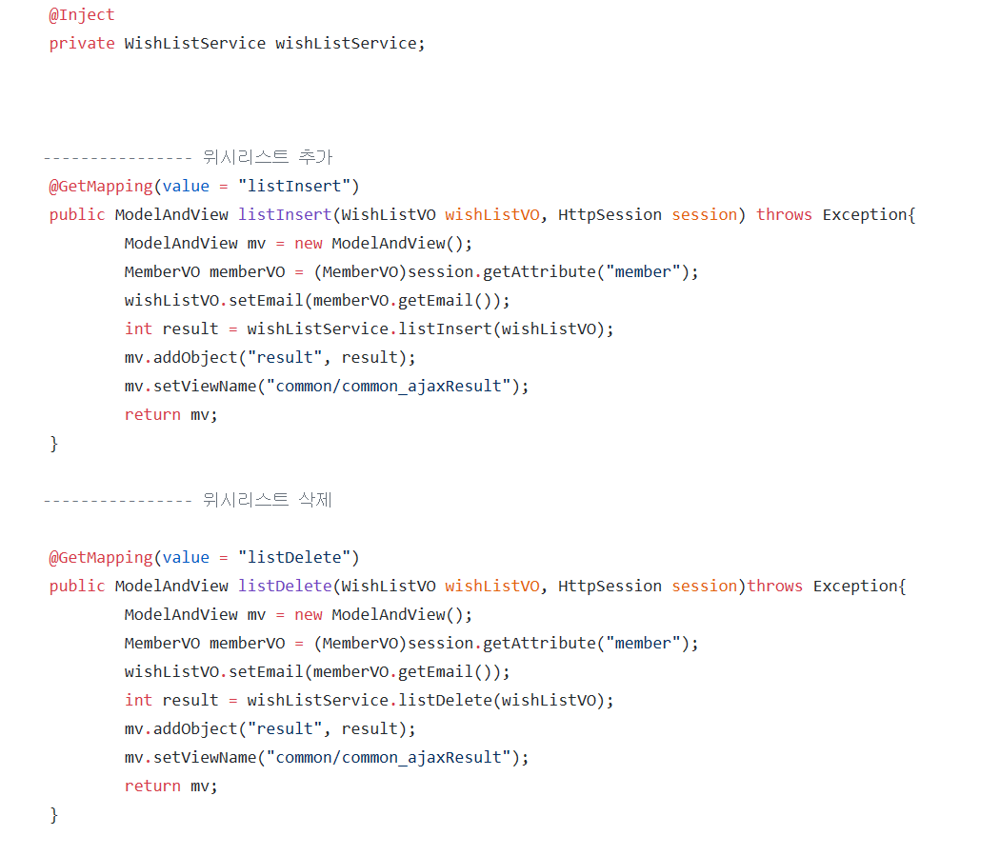 @Inject
private WishListService wishListService;
---------------- 위시리스트 추가
@GetMapping(value = "listInsert")
public ModelAndView listInsert(WishListVO wishListVO, HttpSession session) throws Exception{
ModelAndView mv = new ModelAndView();
MemberVO memberVO = (MemberVO)session.getAttribute("member");
wishListVO.setEmail(memberVO.getEmail());
int result = wishListService.listInsert(wishListVO);
mv.addObject("result", result);
mv.setViewName("common/common_ajaxResult");
return mv;
}
---------------- 위시리스트 삭제
@GetMapping(value = "listDelete")
public ModelAndView listDelete(WishListVO wishListVO, HttpSession session)throws Exception{
ModelAndView mv = new ModelAndView();
MemberVO memberVO = (MemberVO)session.getAttribute("member");
wishListVO.setEmail(memberVO.getEmail());
int result = wishListService.listDelete(wishListVO);
mv.addObject("result", result);
mv.setViewName("common/common_ajaxResult");
return mv;
}